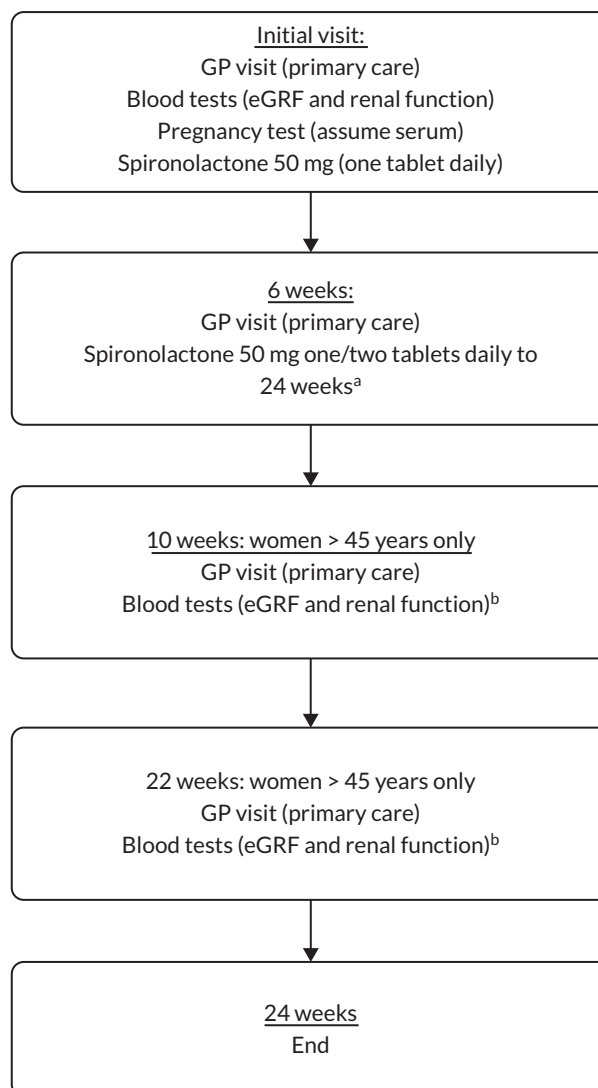 Initial visit:
GP visit (primary care)
Blood tests (eGRF and renal function)
Pregnancy test (assume serum)
Spironolactone 50 mg (one tablet daily)
6 weeks:
GP visit (primary care)
Spironolactone 50 mg one/two tablets daily to
24 weeksᵃ
10 weeks: women > 45 years only
GP visit (primary care)
Blood tests (eGRF and renal function)ᵇ
22 weeks: women > 45 years only
GP visit (primary care)
Blood tests (eGRF and renal function)ᵇ
24 weeks
End